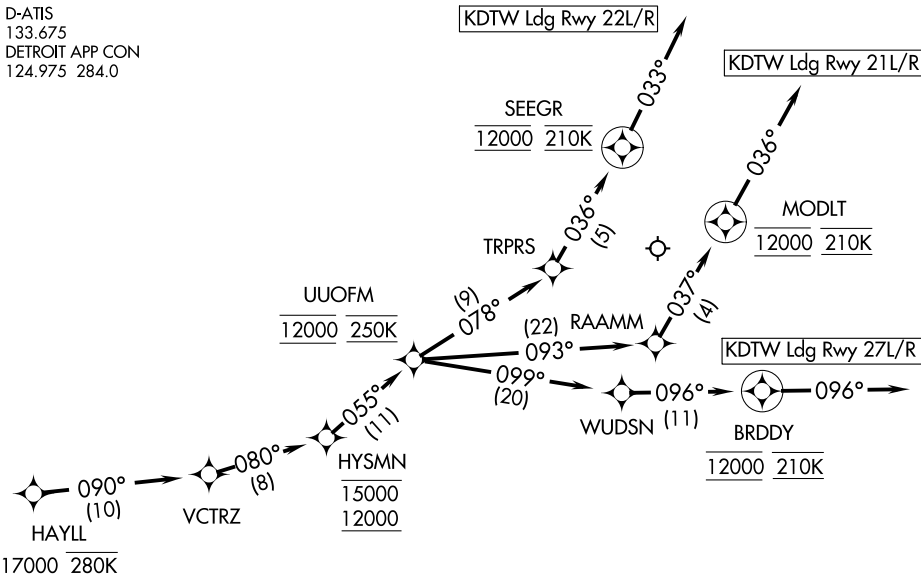 D-ATIS
133.675
DETROIT APP CON
124.975 284.0
KDTW Ldg Rwy 22L/R
KDTW Ldg Rwy 21L/R
033°
SEEGR
12000 210K
036°
036°
(5)
MODLT
12000 210K
TRPRS
037°
(4)
UUOFM
12000 250K
(9)
078°
(22)
093°
RAAMM
KDTW Ldg Rwy 27L/R
099°
(20)
096°
(11)
096°
WUDSN
BRDDY
12000 210K
055°
(11)
HYSMN
15000
12000
080°
(8)
VCTRZ
090°
(10)
HAYLL
17000 280K